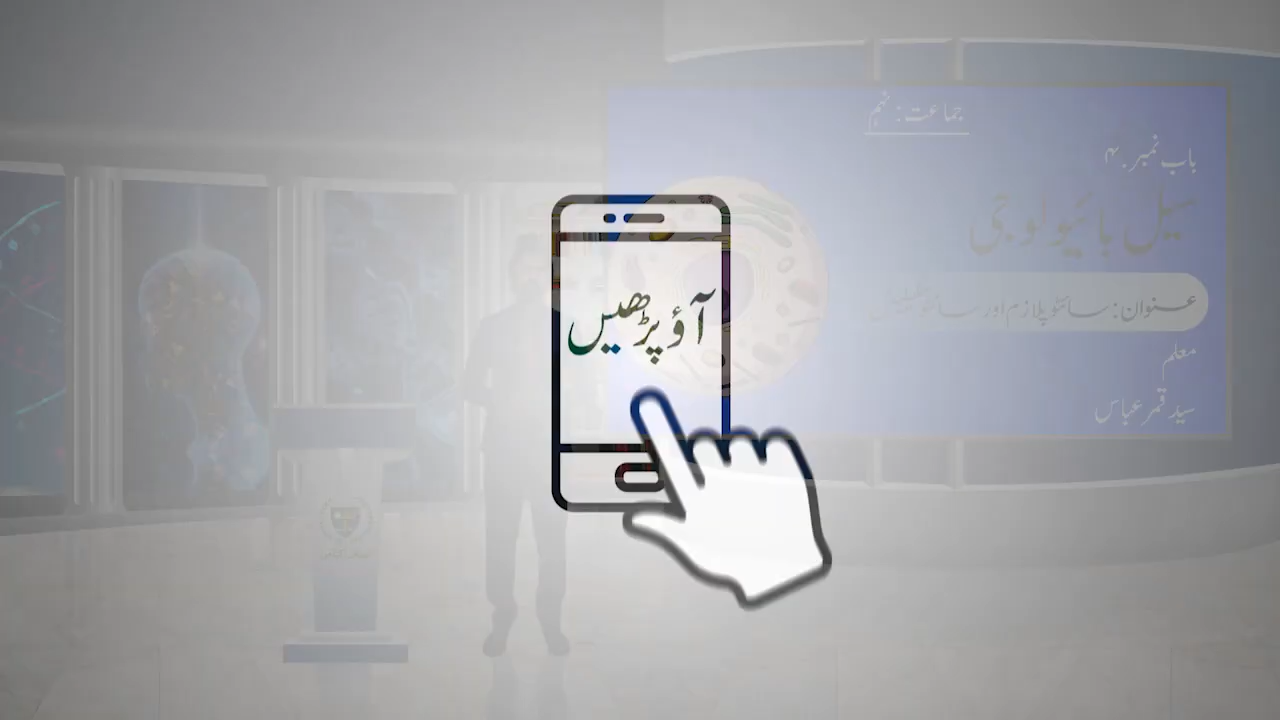 جماعت: نہم
باب نمبر۔ ۴
سیل بائیولوجی
عنوان: سائٹوپلازم اور
معلم
سید قمر عباس
آؤ پڑھیں